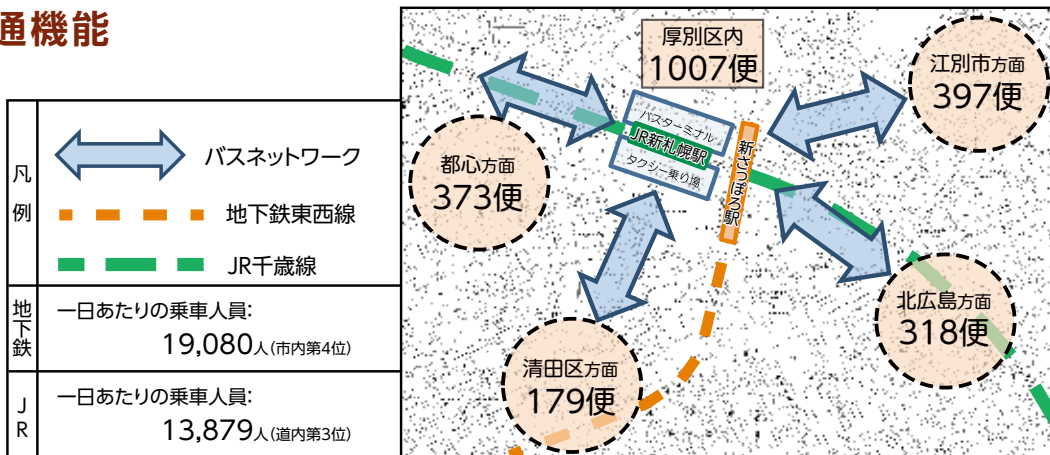 通機能
凡例
バスネットワーク
地下鉄東西線
JR千歳線
地下鉄
一日あたりの乗車人員:
19,080人(市内第4位)
JR
一日あたりの乗車人員:
13,879人(道内第3位)
厚別区内
1007便
江別市方面
397便
都心方面
373便
バスターミナル
JR新札幌駅
タクシー乗り場
新さっぽろ駅
北広島方面
318便
清田区方面
179便